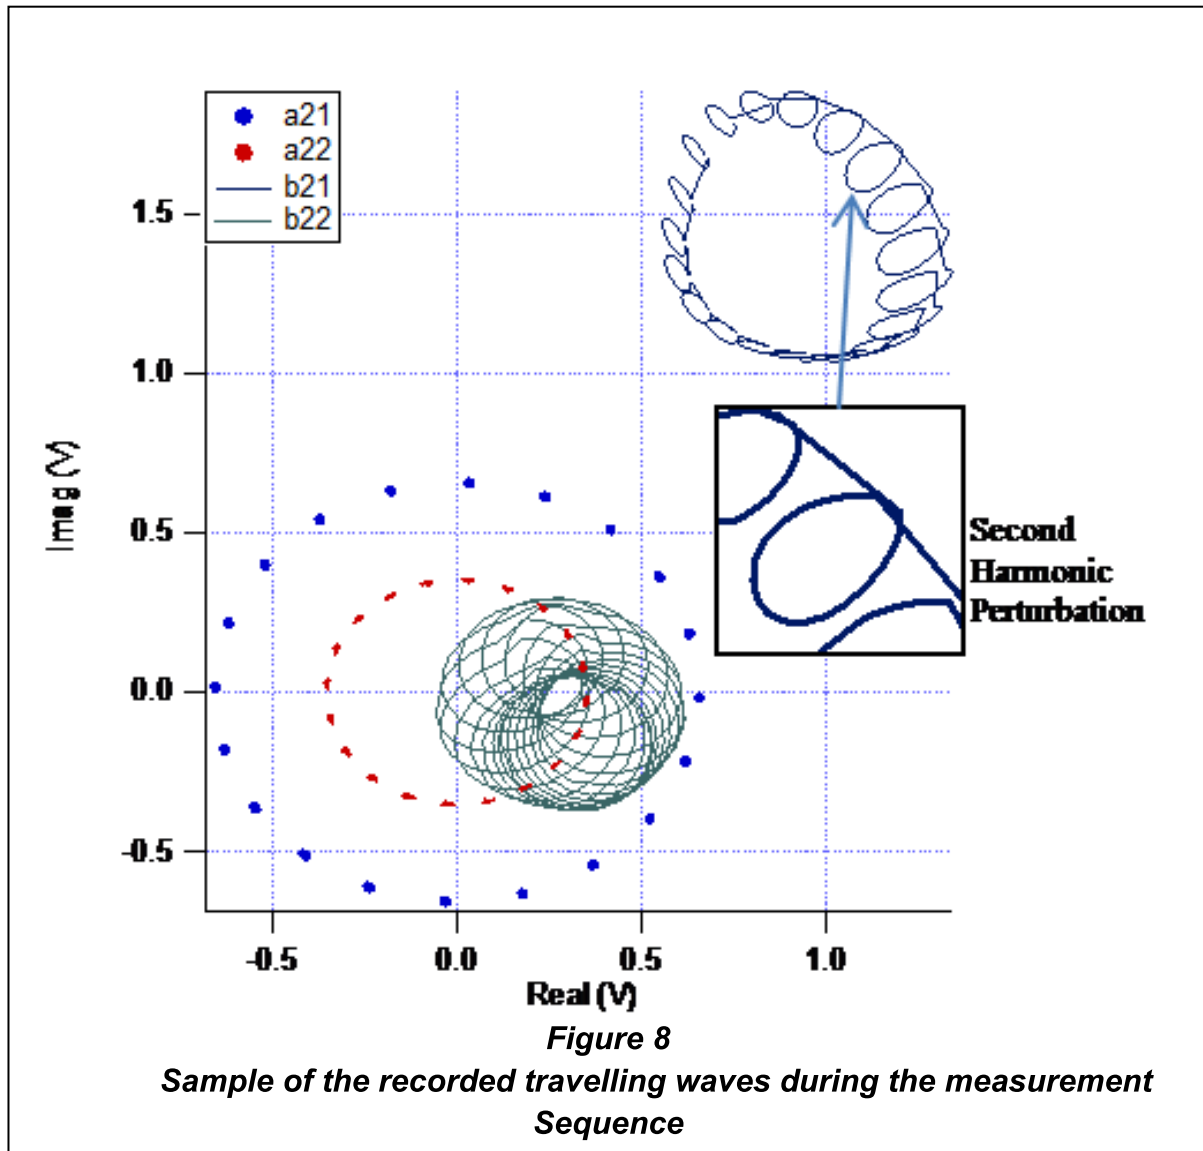 a21
a22
b21
b22
1.5
1.0
0.5
0.0
-0.5
Imag (V)
Second
Harmonic
Perturbation
-0.5
0.0
0.5
1.0
Real (V)
Figure 8
Sample of the recorded travelling waves during the measurement
Sequence